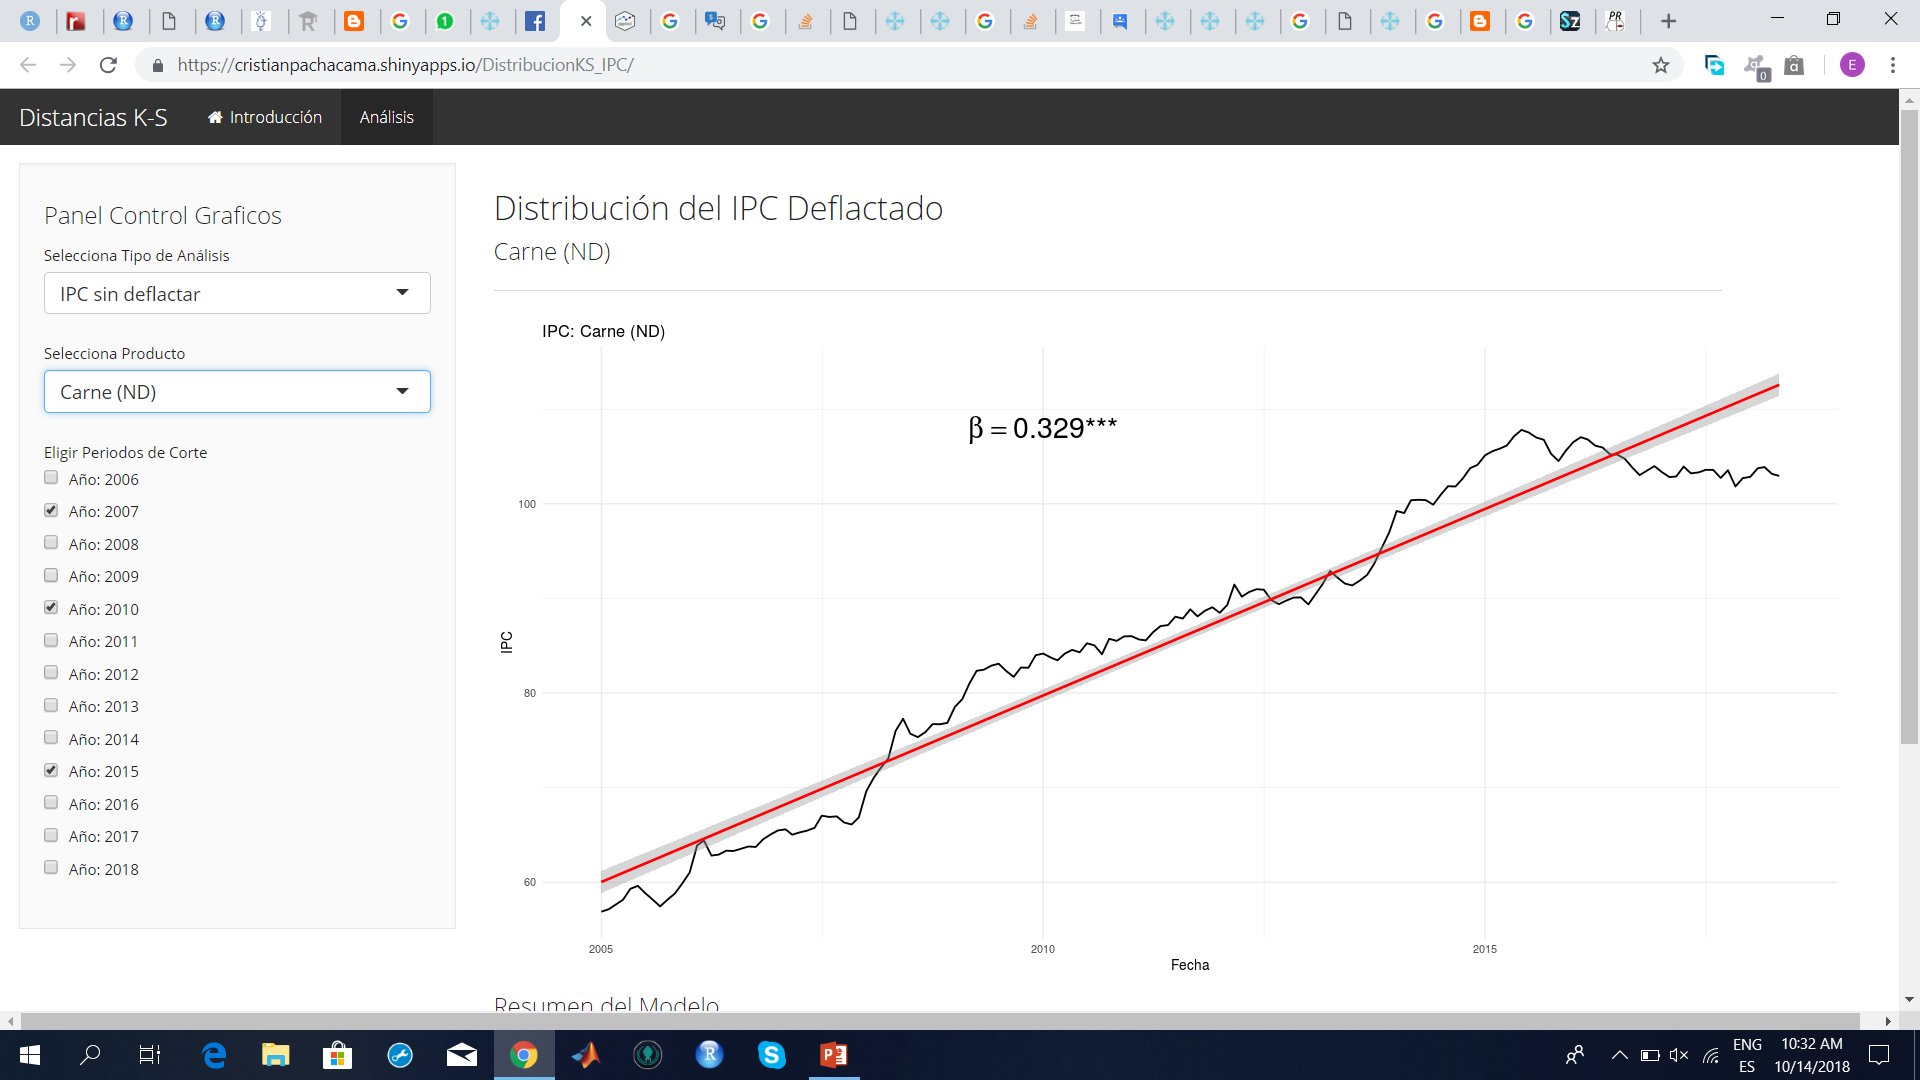 https://cristianpachacama.shinyapps.io/DistribucionKS_IPC/
0
E
Distancias K-S
Introducción
Análisis
Panel Control Graficos
Selecciona Tipo de Análisis
IPC sin deflactar
Selecciona Producto
Carne (ND)
Eligir Periodos de Corte
Año: 2006
Año: 2007
Año: 2008
Año: 2009
Año: 2010
Año: 2011
Año: 2012
Año: 2013
Año: 2014
Año: 2015
Año: 2016
Año: 2017
Año: 2018
Distribución del IPC Deflactado
Carne (ND)
IPC: Carne (ND)
β = 0.329***
100
80
60
IPC
2005
2010
2015
Fecha
Resumen del Modelo
ENG
ES
10:32 AM
10/14/2018